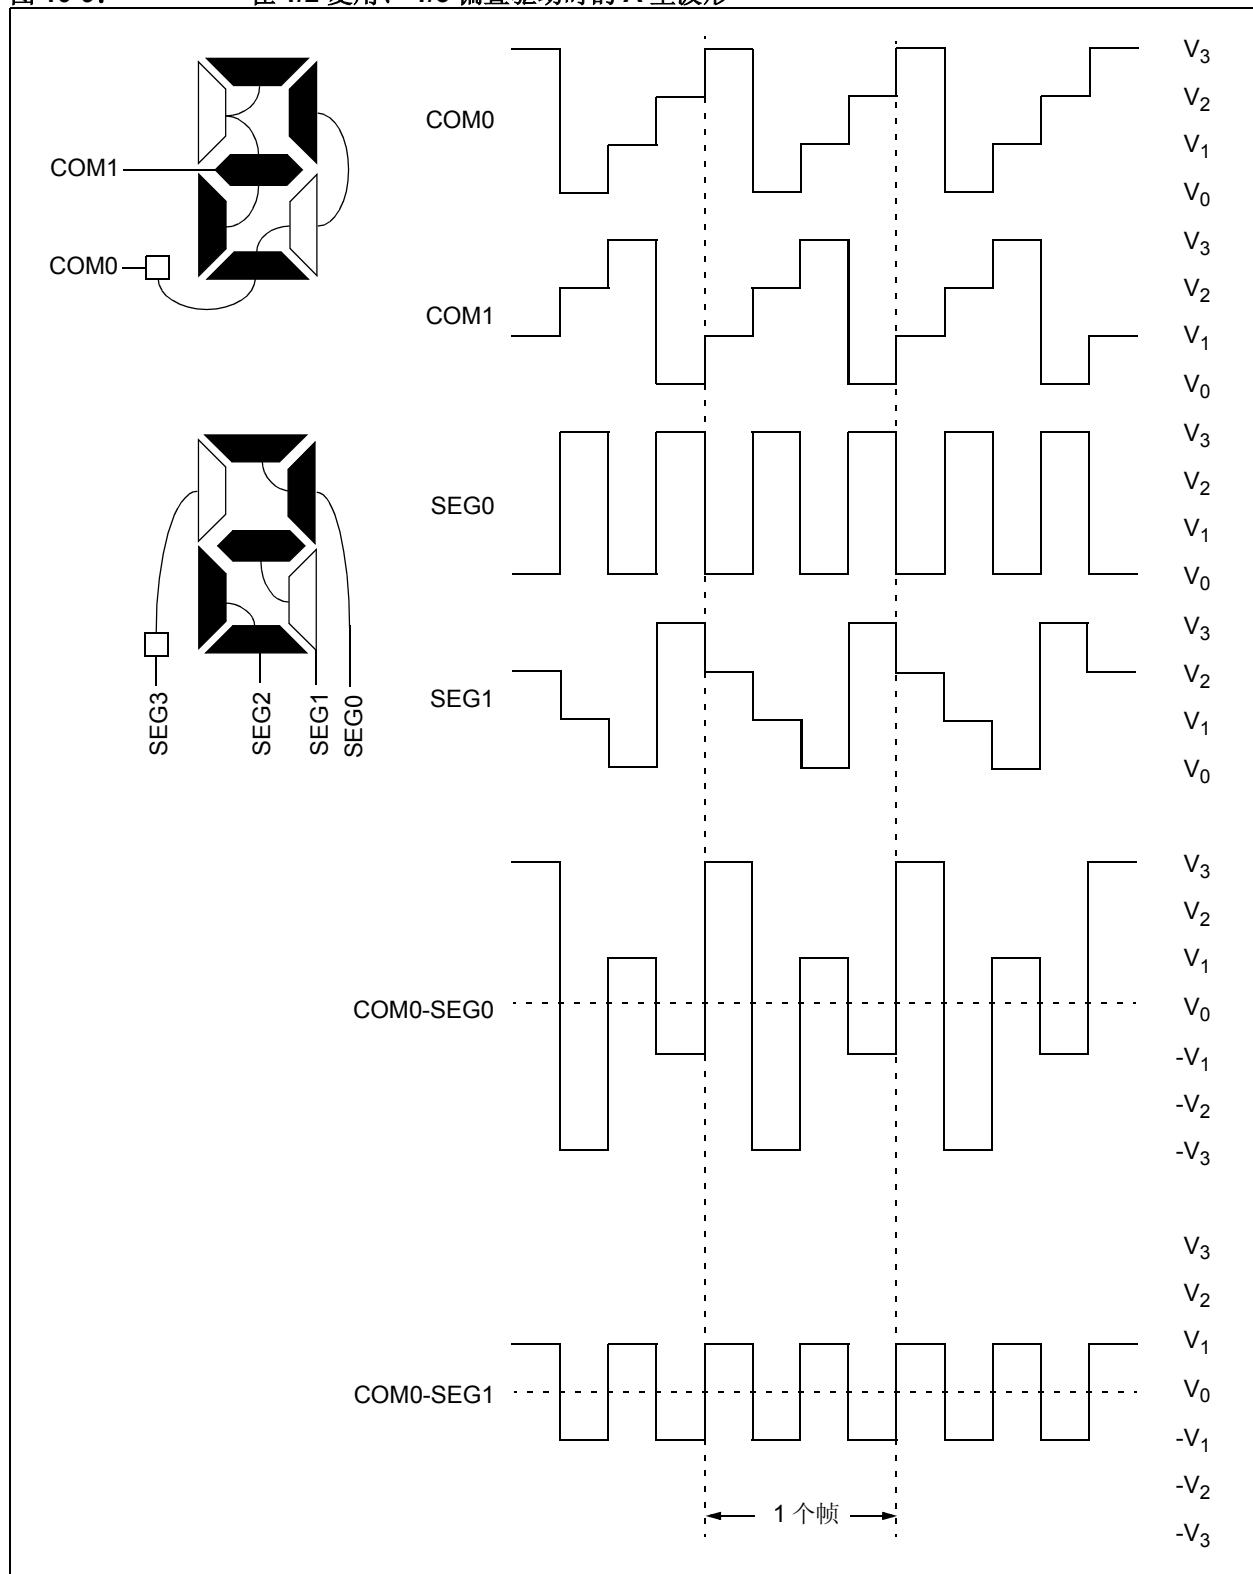 COM1
COM0
SEG3
SEG2
SEG1
SEG0
COM0
V3
V2
V1
V0
COM1
V3
V2
V1
V0
SEG0
V3
V2
V1
V0
SEG1
V3
V2
V1
V0
COM0-SEG0
V3
V2
V1
V0
-V1
-V2
-V3
COM0-SEG1
V3
V2
V1
V0
-V1
-V2
-V3
1 个帧